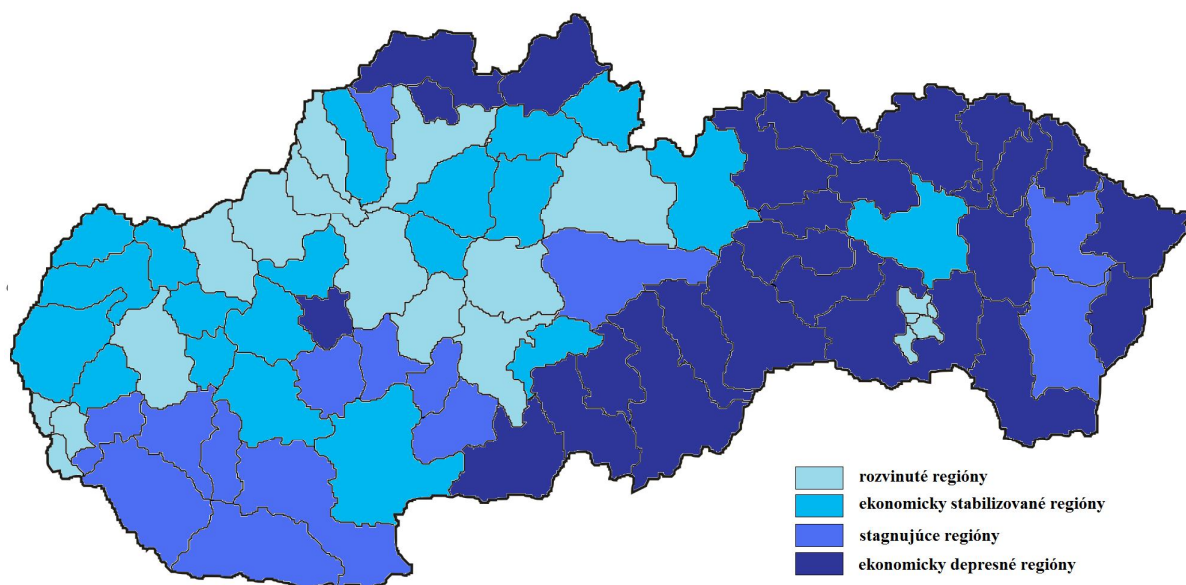 rozvinuté regióny
ekonomicky stabilizované regióny
stagnujúce regióny
ekonomicky depresné regióny